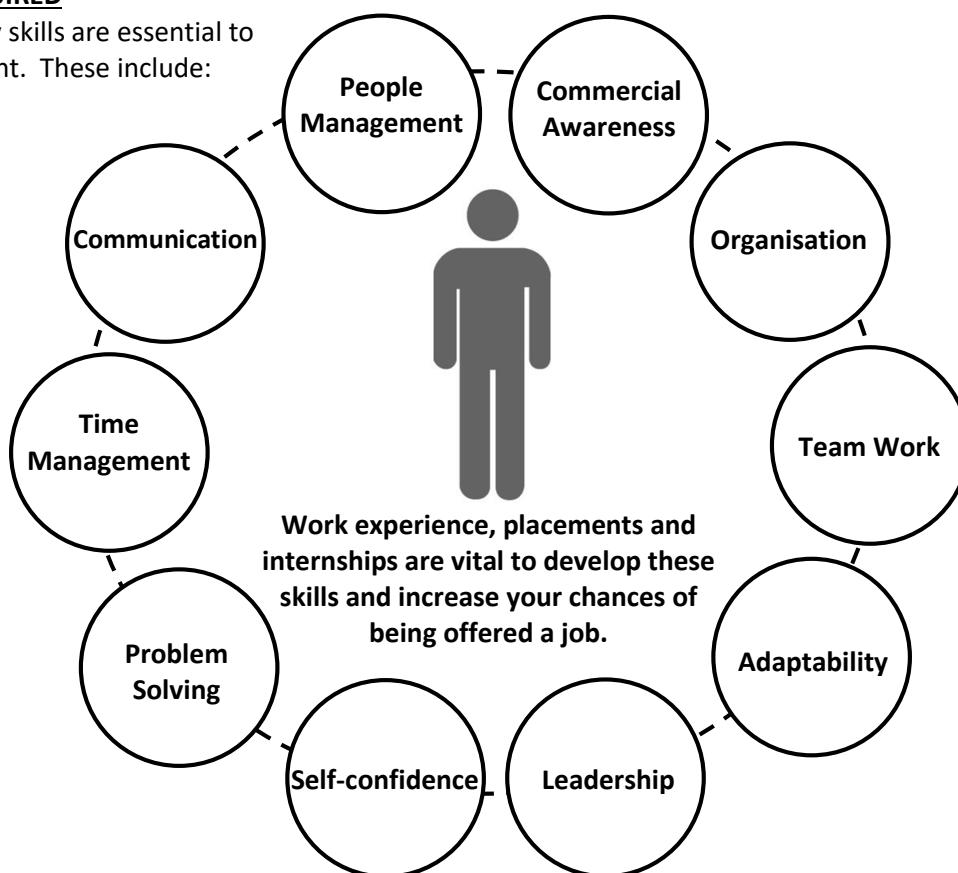 skills are essential to
These include:
People
Management
Commercial
Awareness
Communication
Organisation
Time
Management
Team Work
Work experience, placements and
internships are vital to develop these
skills and increase your chances of
being offered a job.
Problem
Solving
Adaptability
Self-confidence
Leadership